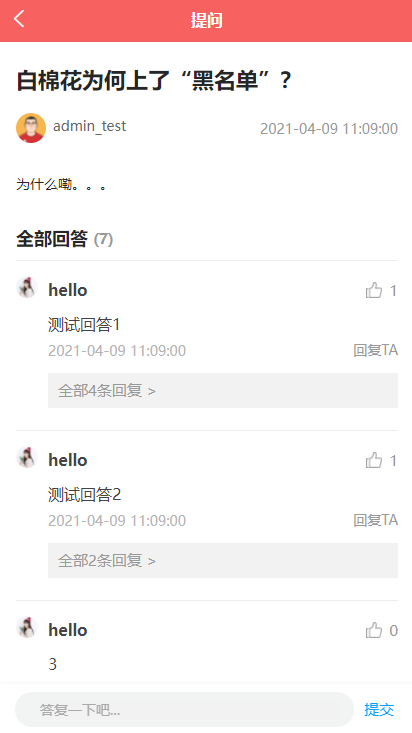 提问
白棉花为何上了“黑名单”？
admin_test 2021-04-09 11:09:00
为什么嘞。。。
全部回答 (7)
hello 1
测试回答1
2021-04-09 11:09:00 回复TA
全部4条回复 >
hello 1
测试回答2
2021-04-09 11:09:00 回复TA
全部2条回复 >
hello 0
3
答复一下吧... 提交